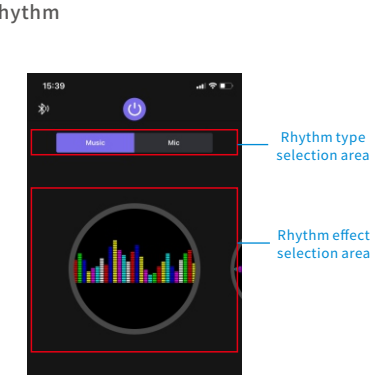 hythm
15:39
Music
Mic
Rhythm type
selection area
Rhythm effect
selection area